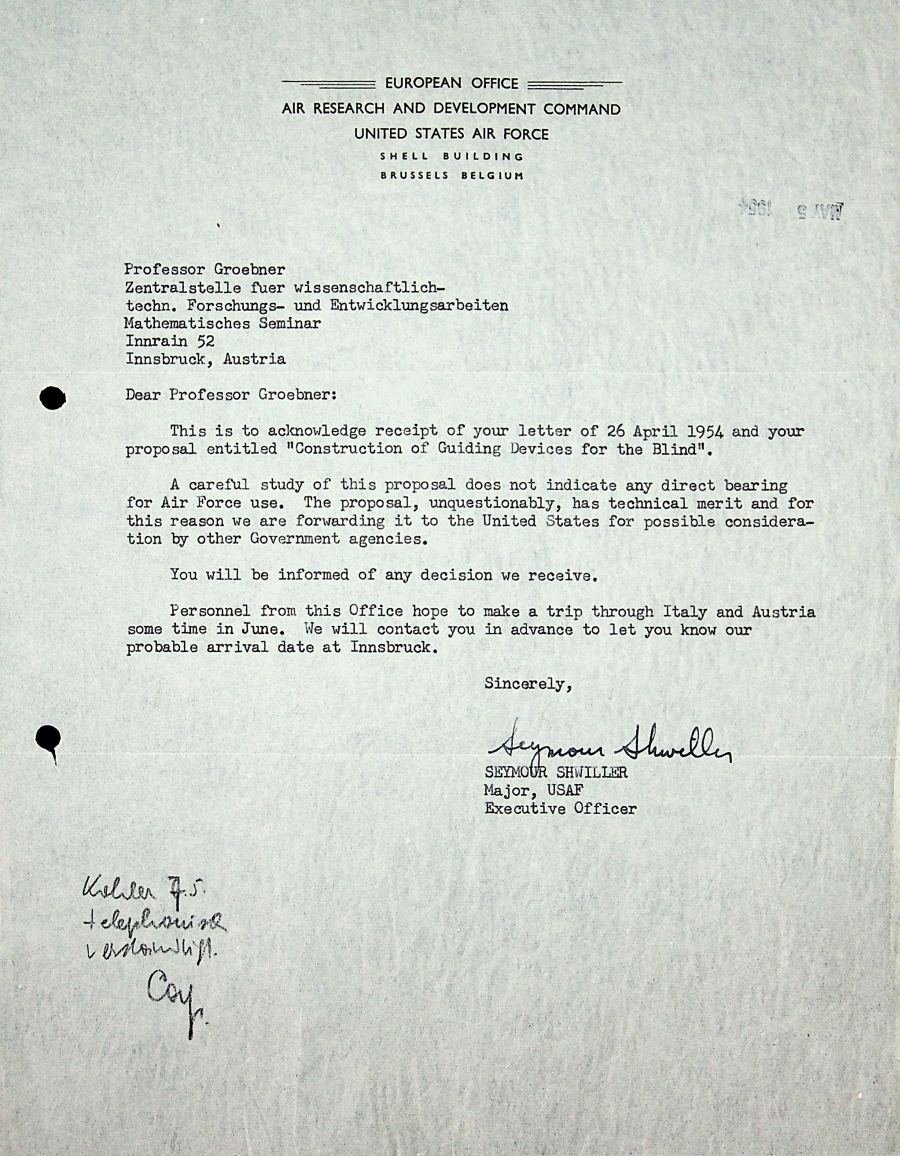 EUROPEAN OFFICE
AIR RESEARCH AND DEVELOPMENT COMMAND
UNITED STATES AIR FORCE
SHELL BUILDING
BRUSSELS BELGIUM
MAY 5 1954
Professor Groebner
Zentralstelle fuer wissenschaftlich-
techn. Forschungs- und Entwicklungsarbeiten
Mathematisches Seminar
Innrain 52
Innsbruck, Austria
Dear Professor Groebner:
This is to acknowledge receipt of your letter of 26 April 1954 and your
proposal entitled "Construction of Guiding Devices for the Blind".
A careful study of this proposal does not indicate any direct bearing
for Air Force use. The proposal, unquestionably, has technical merit and for
this reason we are forwarding it to the United States for possible considera-
tion by other Government agencies.
You will be informed of any decision we receive.
Personnel from this Office hope to make a trip through Italy and Austria
some time in June. We will contact you in advance to let you know our
probable arrival date at Innsbruck.
Sincerely,
Seymour Shwiller
SEYMOUR SHWILLER
Major, USAF
Executive Officer
telephonisch
verständigt.